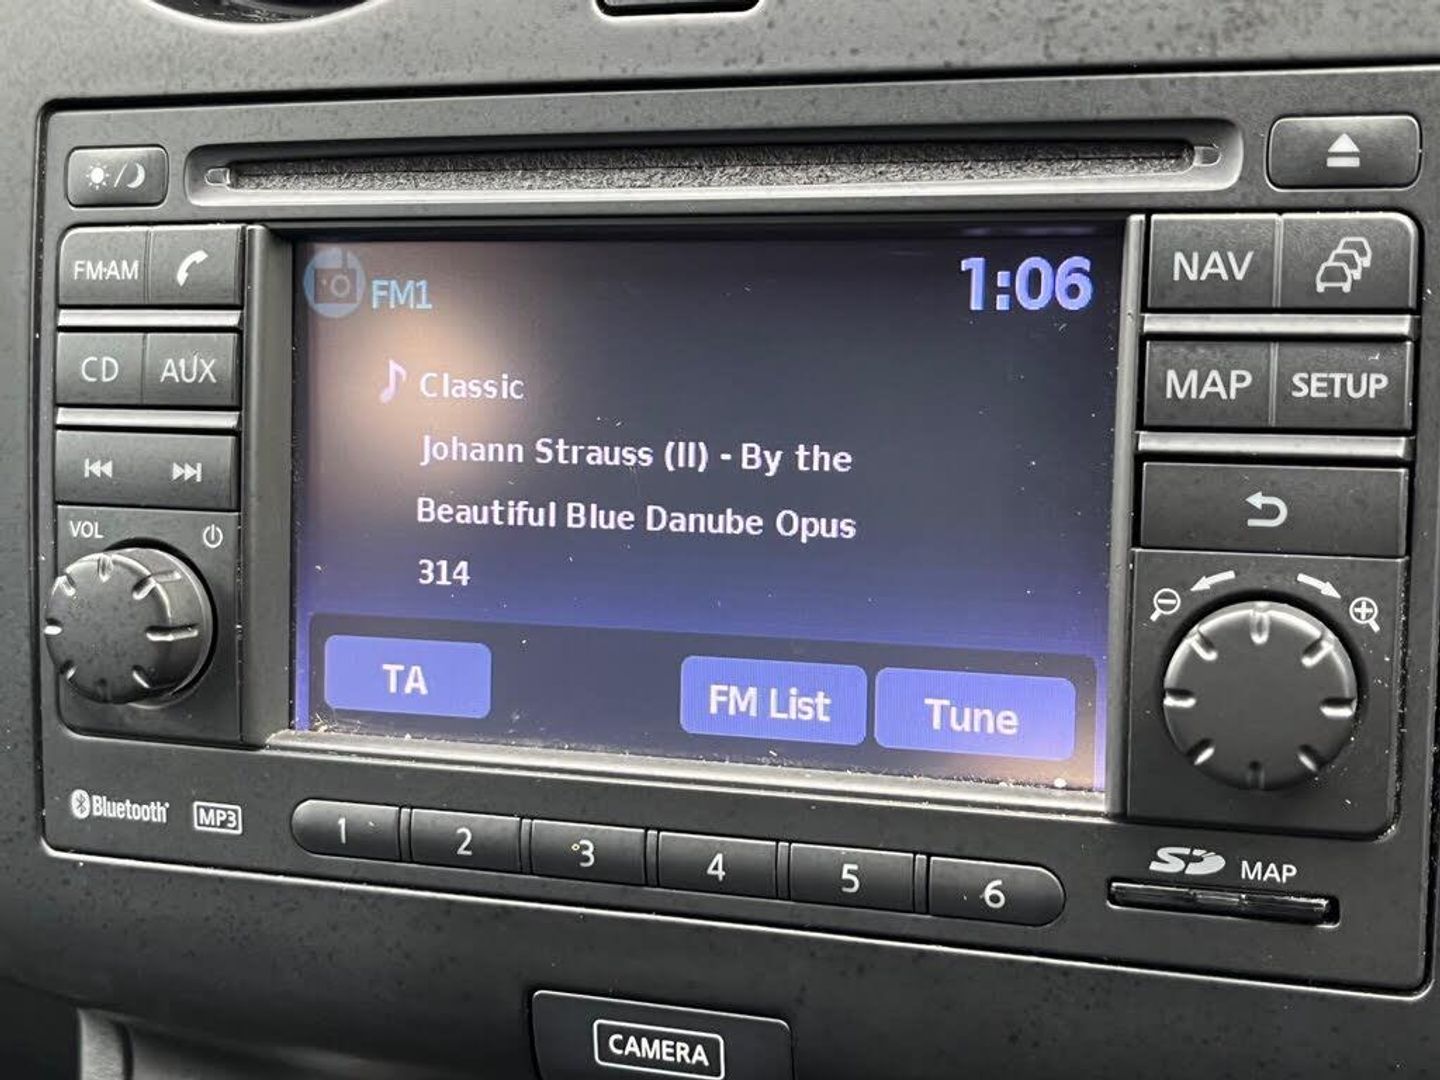 FM1
1:06
Classic
Johann Strauss (II) - By the
Beautiful Blue Danube Opus
314
TA
FM List
Tune
FM·AM
CD
AUX
VOL
NAV
MAP
SETUP
Bluetooth
MP3
1
2
3
4
5
6
SD MAP
CAMERA